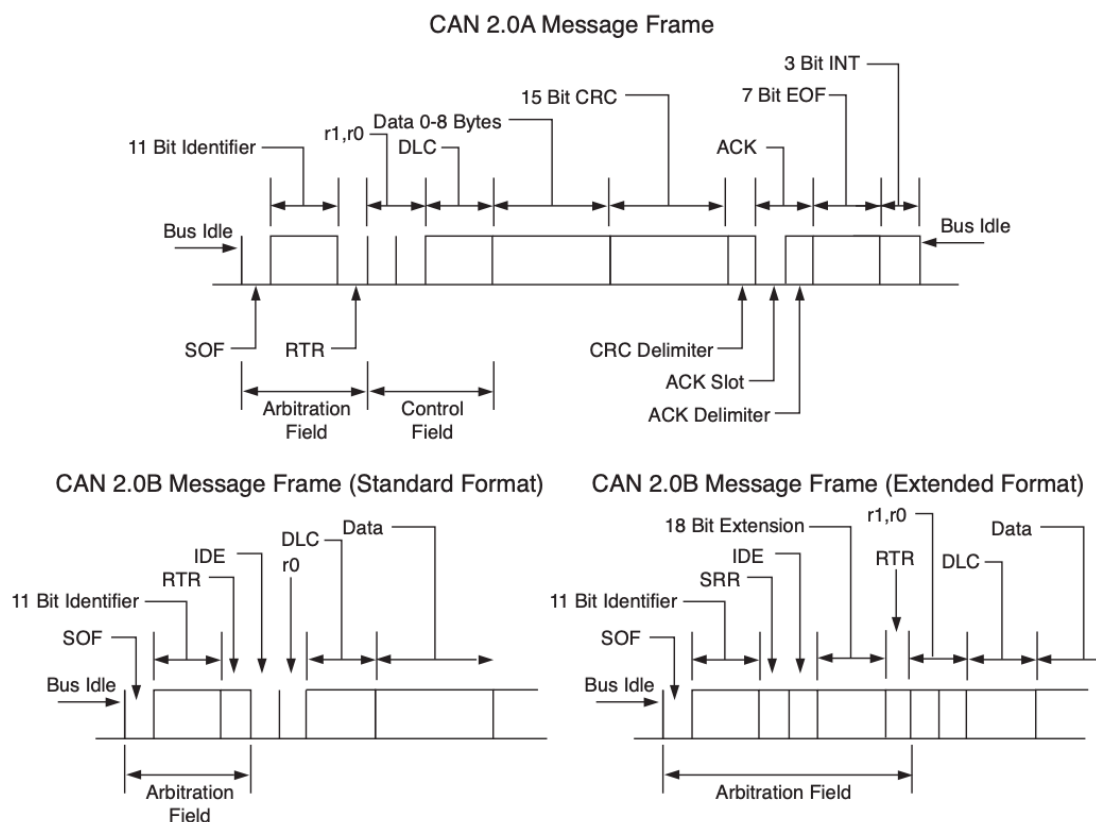 CAN 2.0A Message Frame
3 Bit INT
15 Bit CRC
7 Bit EOF
Data 0-8 Bytes
r1,r0
11 Bit Identifier
DLC
ACK
Bus Idle
Bus Idle
SOF
RTR
CRC Delimiter
ACK Slot
ACK Delimiter
Arbitration
Field
Control
Field
CAN 2.0B Message Frame (Standard Format)
Data
DLC
IDE
r0
RTR
11 Bit Identifier
SOF
Bus Idle
Arbitration
Field
CAN 2.0B Message Frame (Extended Format)
r1,r0
18 Bit Extension
Data
IDE
RTR
DLC
SRR
11 Bit Identifier
SOF
Bus Idle
Arbitration Field